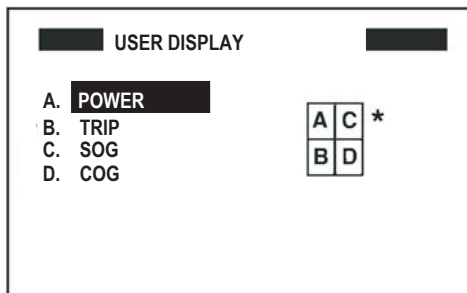 USER DISPLAY
A. POWER
B. TRIP
C. SOG
D. COG
A C *
B D